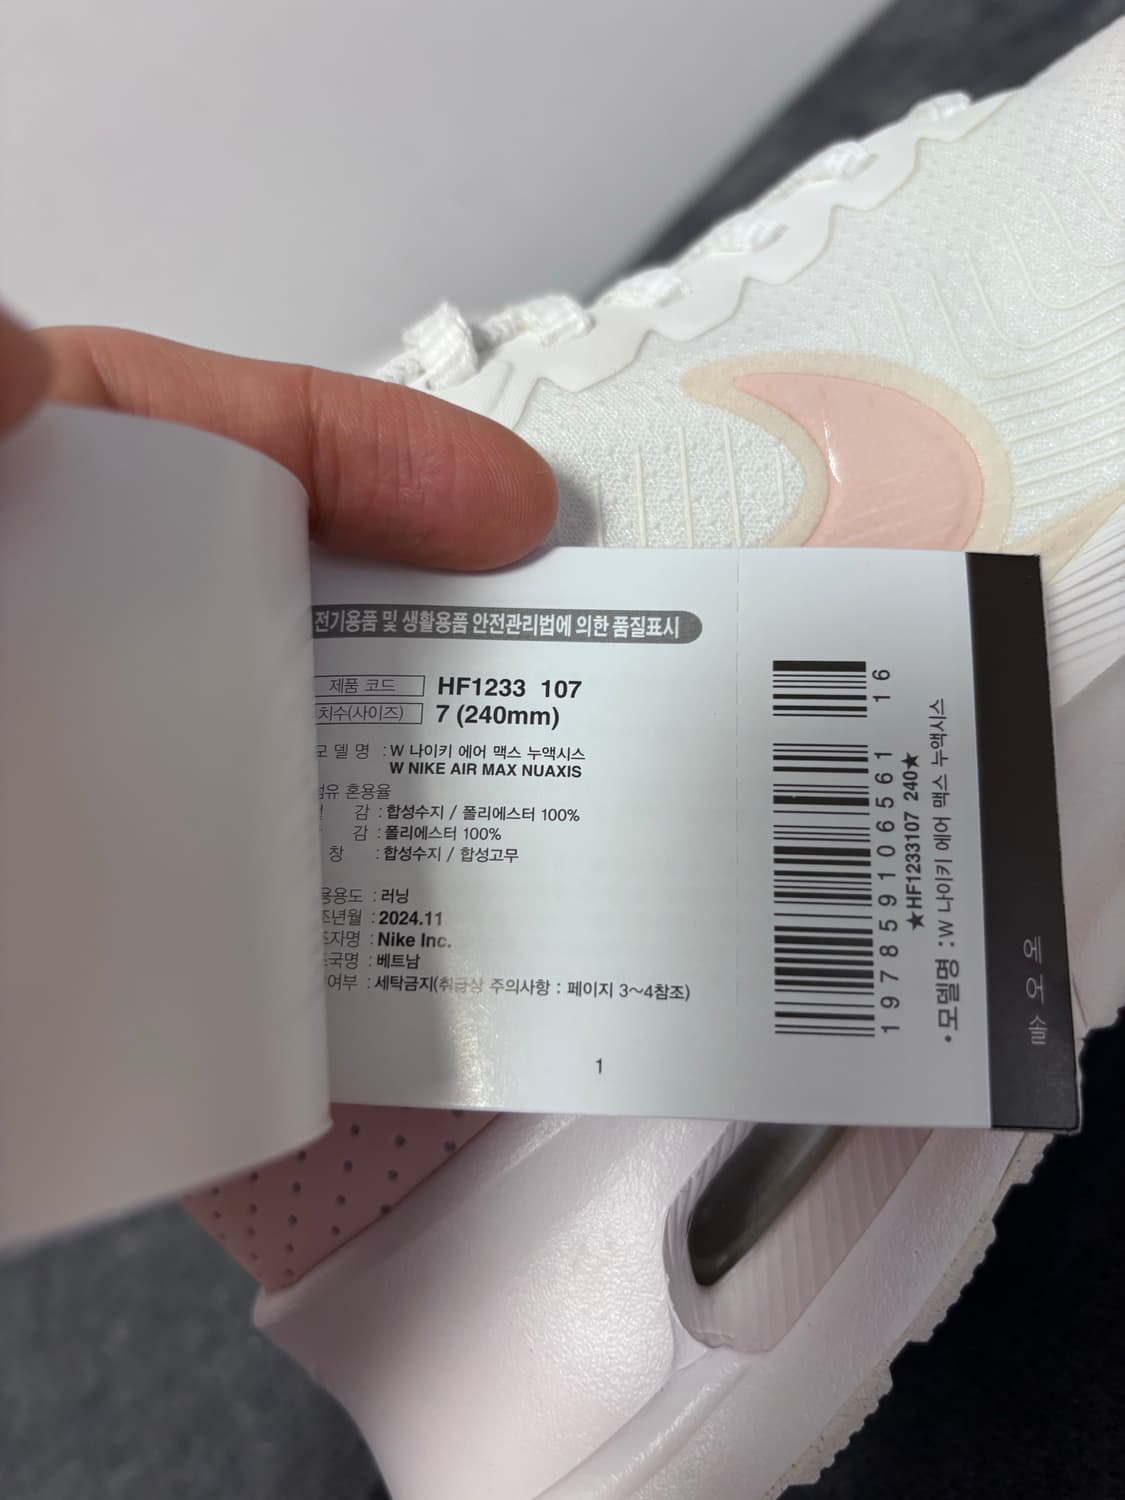 전기용품 및 생활용품 안전관리법에 의한 품질표시
제품 코드 HF1233 107
치수(사이즈) 7 (240mm)
모 델 명 : W 나이키 에어 맥스 누액시스
W NIKE AIR MAX NUAXIS
혼용율
감 : 합성수지 / 폴리에스터 100%
감 : 폴리에스터 100%
창 : 합성수지 / 합성고무
용용도 : 러닝
조년월 : 2024.11
조자명 : Nike Inc.
조국명 : 베트남
여부 : 세탁금지(취급상 주의사항 : 페이지 3~4참조)
1
16
197859106561
★HF1233107 240★
• 모델명 : W 나이키 에어 맥스 누액시스
에어솔